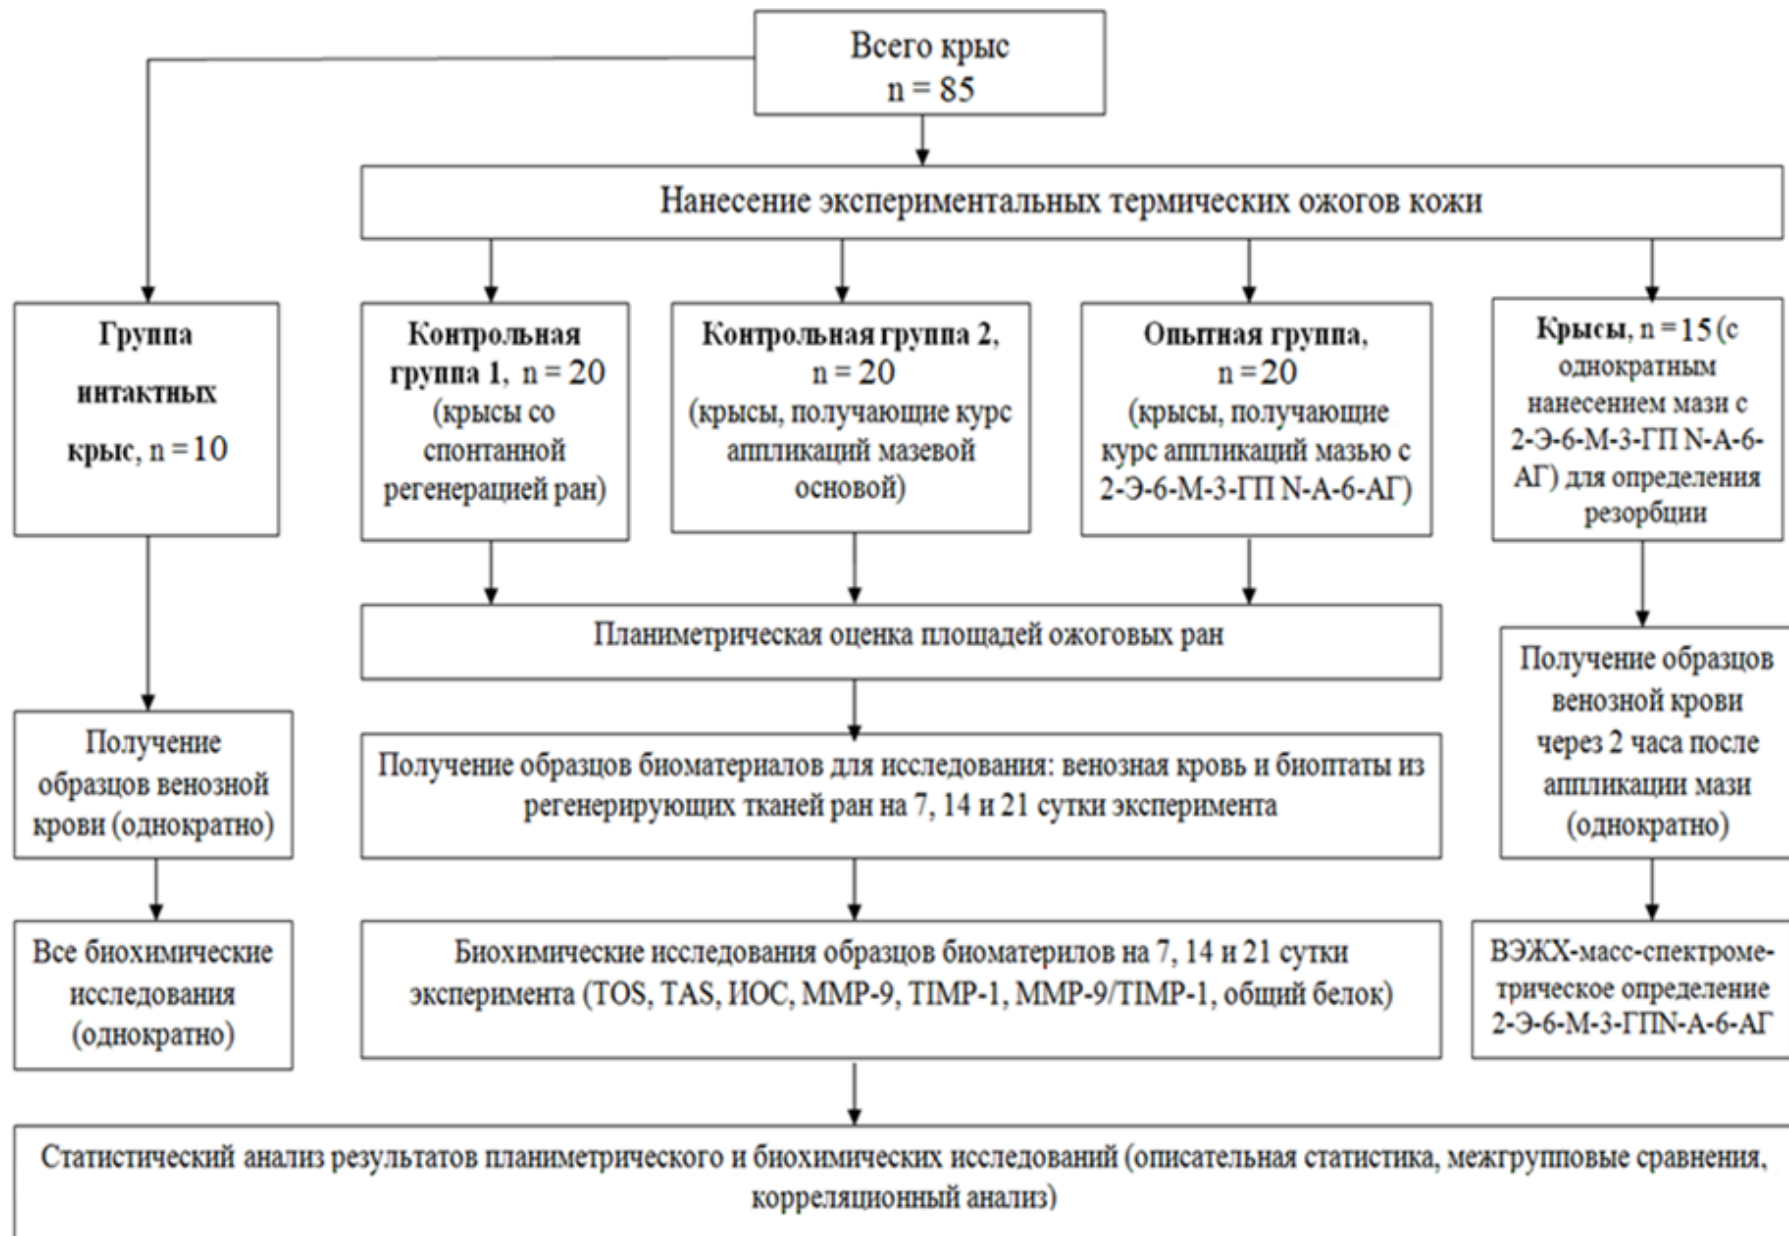 Всего крыс
n = 85
Нанесение экспериментальных термических ожогов кожи
Группа
интактных
крыс, n = 10
Контрольная
группа 1, n = 20
(крысы со
спонтанной
регенерацией ран)
Контрольная группа 2,
n = 20
(крысы, получающие курс
аппликаций мазевой
основой)
Опытная группа,
n = 20
(крысы, получающие
курс аппликаций мазью с
2-Э-6-М-3-ГП N-А-6-АГ)
Крысы, n = 15 (с
однократным
нанесением мази с
2-Э-6-М-3-ГП N-А-6-
АГ) для определения
резорбции
Планиметрическая оценка площадей ожоговых ран
Получение
образцов венозной
крови (однократно)
Получение образцов биоматериалов для исследования: венозная кровь и биоптаты из
регенерирующих тканей ран на 7, 14 и 21 сутки эксперимента
Получение образцов
венозной крови
через 2 часа после
аппликации мази
(однократно)
Все биохимические
исследования
(однократно)
Биохимические исследования образцов биоматерилов на 7, 14 и 21 сутки
эксперимента (TOS, TAS, ИОС, ММР-9, TIMP-1, ММР-9/TIMP-1, общий белок)
ВЭЖХ-масс-спектроме-
трическое определение
2-Э-6-М-3-ГПN-А-6-АГ
Статистический анализ результатов планиметрического и биохимических исследований (описательная статистика, межгрупповые сравнения,
корреляционный анализ)